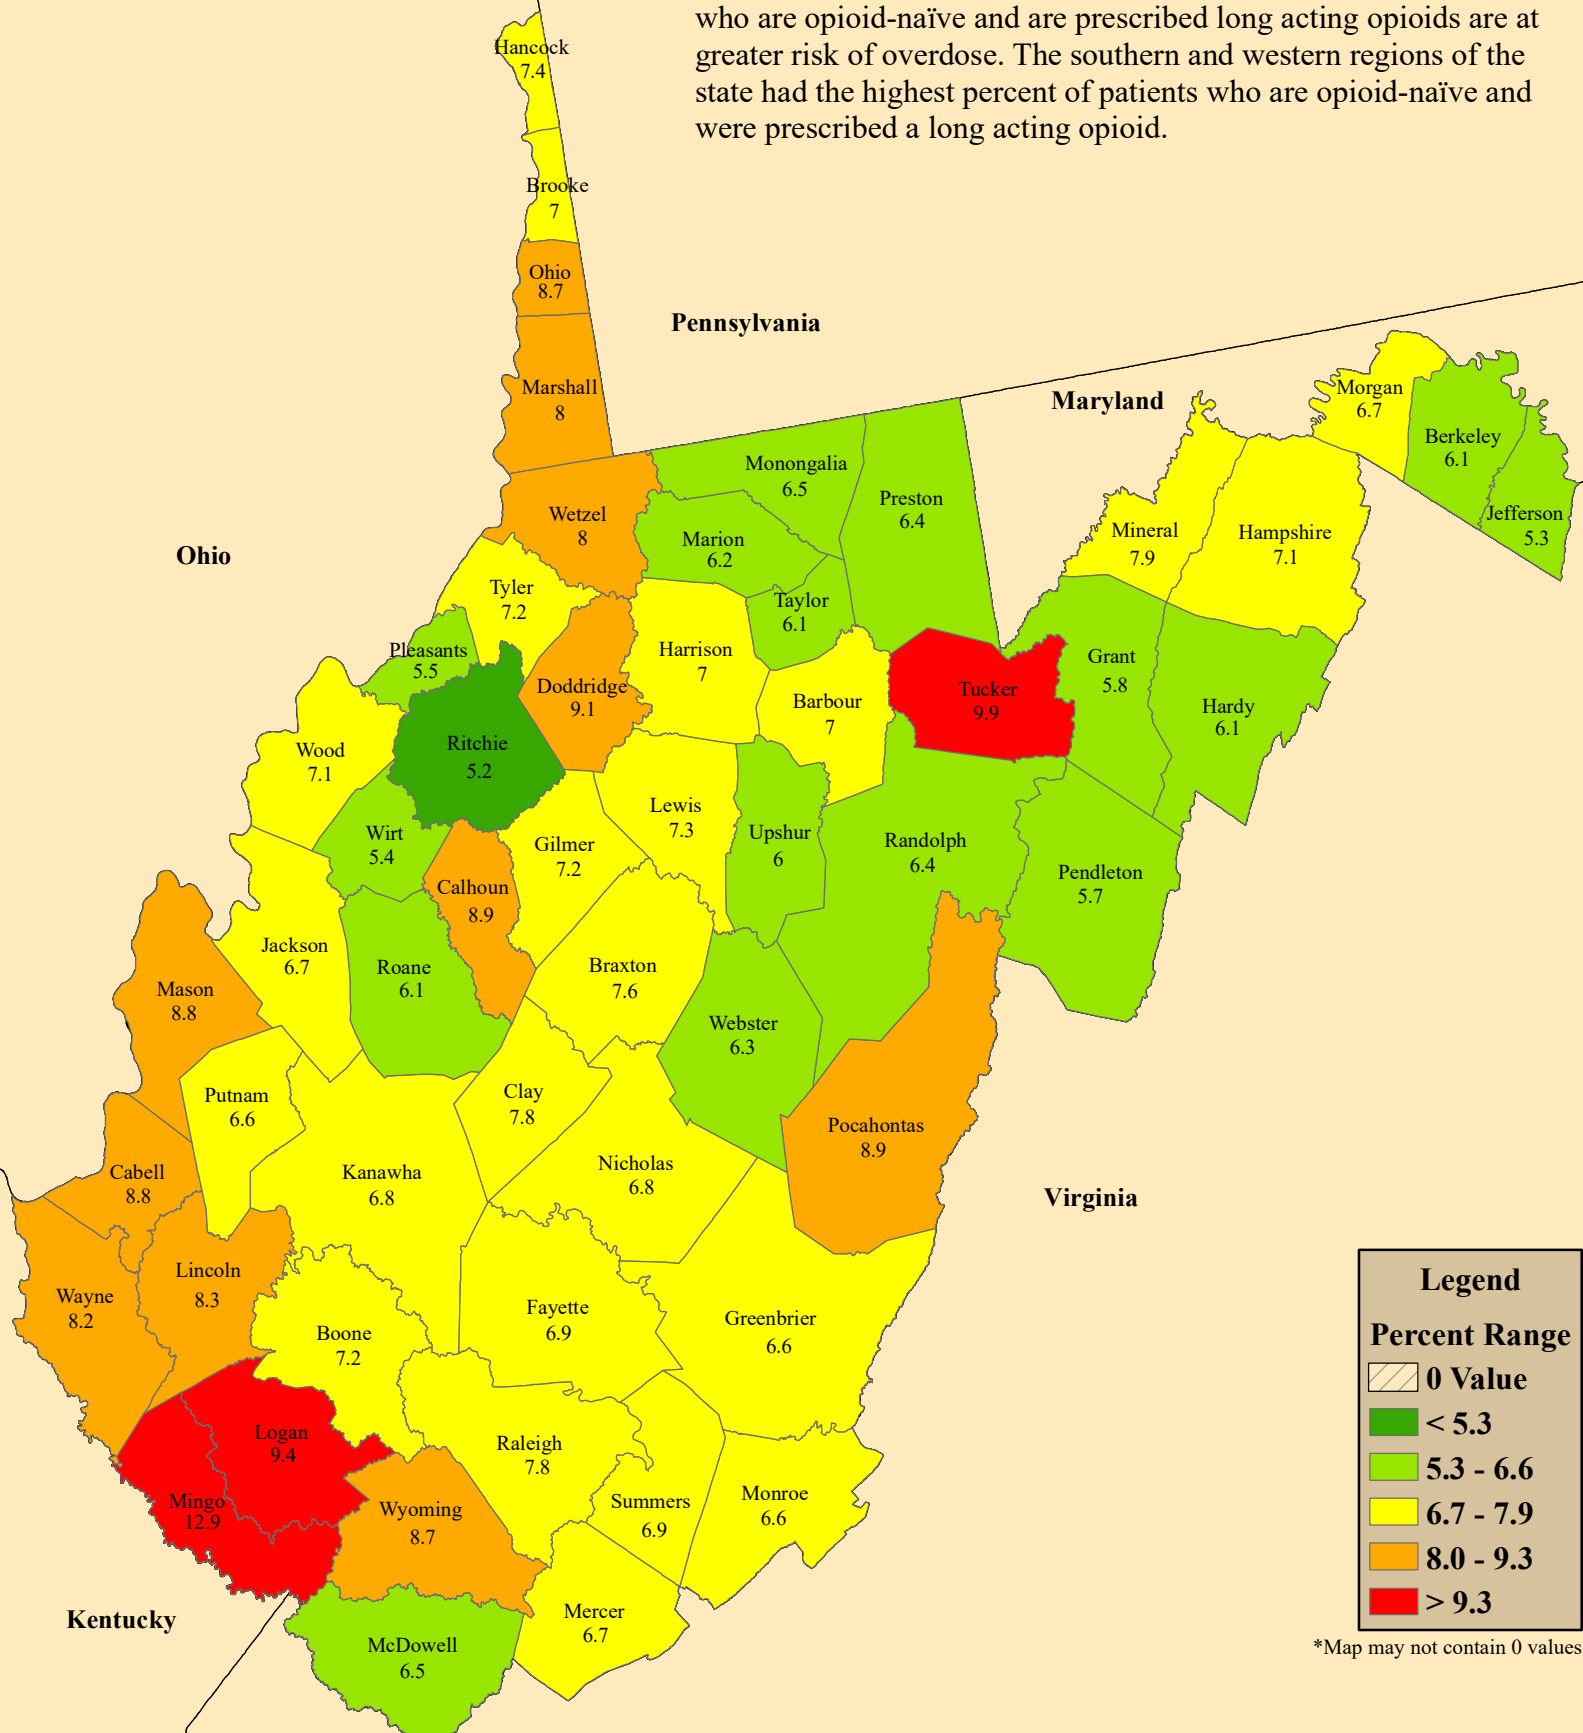 who are opioid-naïve and are prescribed long acting opioids are at
greater risk of overdose. The southern and western regions of the
state had the highest percent of patients who are opioid-naïve and
were prescribed a long acting opioid.
Hancock
7.4
Brooke
7
Ohio
8.7
Pennsylvania
Marshall
8
Maryland
Morgan
6.7
Berkeley
6.1
Jefferson
5.3
Monongalia
6.5
Preston
6.4
Wetzel
8
Marion
6.2
Mineral
7.9
Hampshire
7.1
Ohio
Tyler
7.2
Taylor
6.1
Pleasants
5.5
Harrison
7
Grant
5.8
Doddridge
9.1
Tucker
9.9
Barbour
7
Hardy
6.1
Ritchie
5.2
Wood
7.1
Lewis
7.3
Wirt
5.4
Gilmer
7.2
Upshur
6
Randolph
6.4
Pendleton
5.7
Calhoun
8.9
Jackson
6.7
Roane
6.1
Braxton
7.6
Mason
8.8
Webster
6.3
Putnam
6.6
Clay
7.8
Pocahontas
8.9
Cabell
8.8
Kanawha
6.8
Nicholas
6.8
Virginia
Lincoln
8.3
Wayne
8.2
Fayette
6.9
Greenbrier
6.6
Boone
7.2
Logan
9.4
Raleigh
7.8
Mingo
12.9
Wyoming
8.7
Summers
6.9
Monroe
6.6
Kentucky
Mercer
6.7
McDowell
6.5
Legend
Percent Range
0 Value
< 5.3
5.3 - 6.6
6.7 - 7.9
8.0 - 9.3
> 9.3
*Map may not contain 0 values